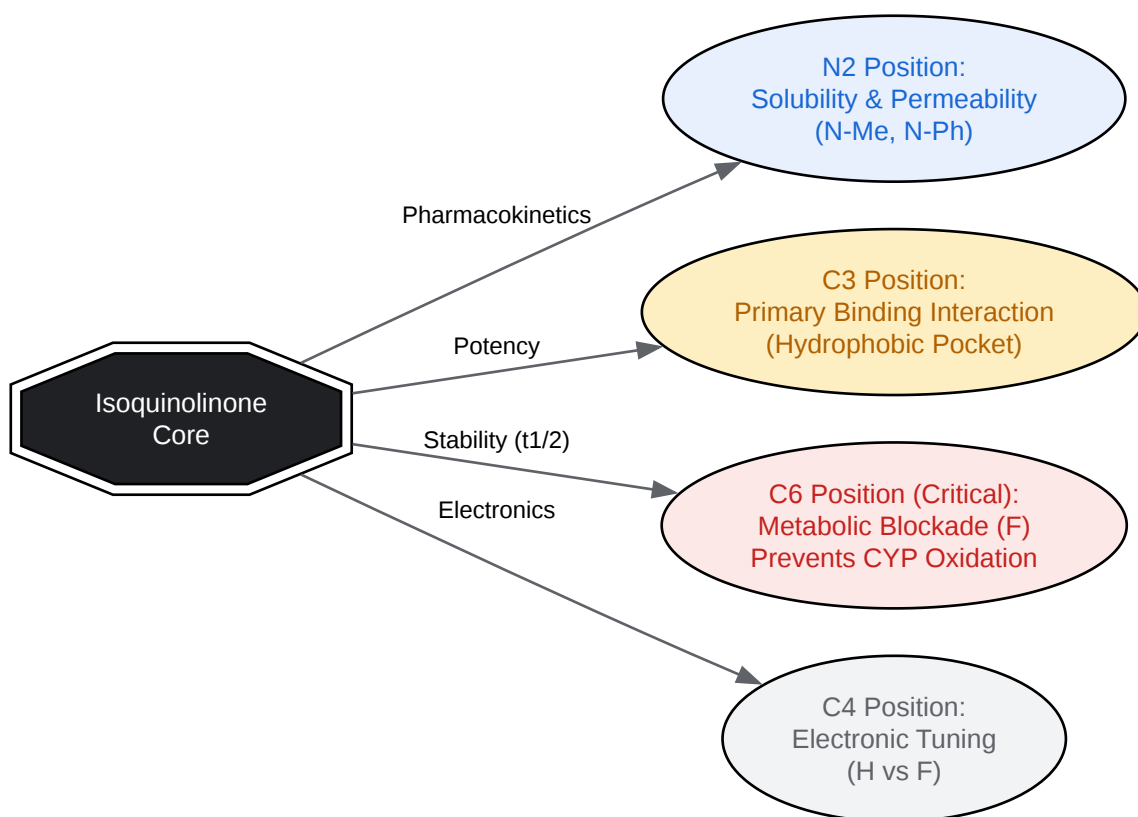 N2 Position:
Solubility & Permeability
(N-Me, N-Ph)
Pharmacokinetics
C3 Position:
Primary Binding Interaction
(Hydrophobic Pocket)
Potency
Isoquinolinone
Core
Stability (t1/2)
C6 Position (Critical):
Metabolic Blockade (F)
Prevents CYP Oxidation
Electronics
C4 Position:
Electronic Tuning
(H vs F)